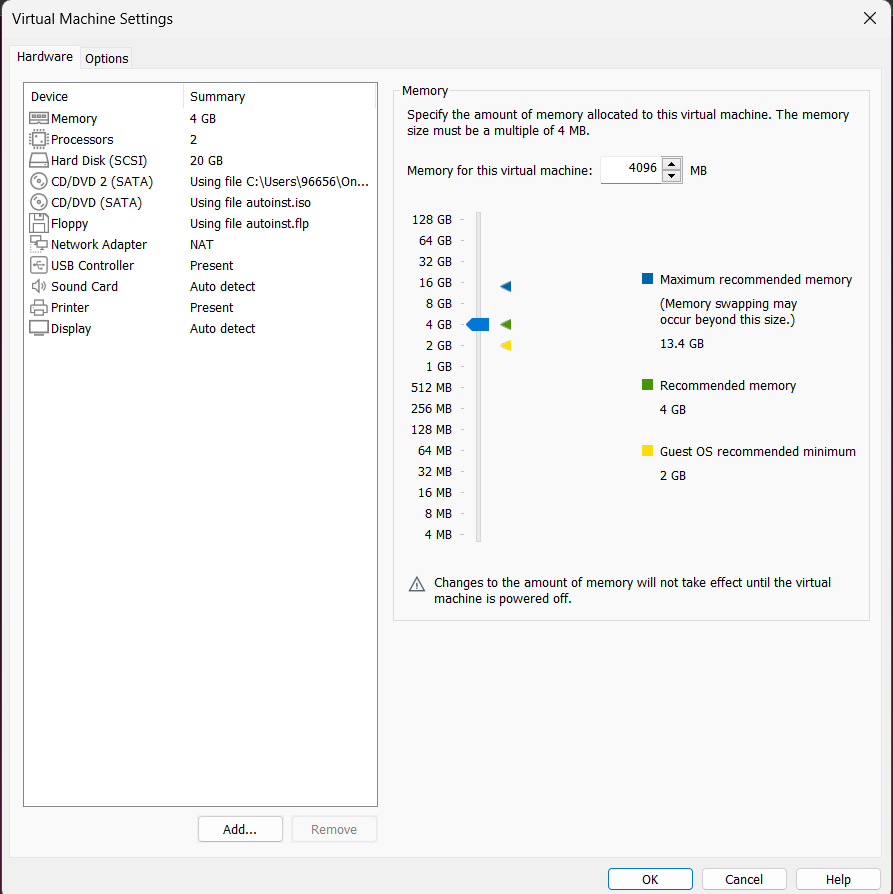 Virtual Machine Settings
Hardware Options
Device Summary
Memory 4 GB
Processors 2
Hard Disk (SCSI) 20 GB
CD/DVD 2 (SATA) Using file C:\Users\96656\On...
CD/DVD (SATA) Using file autoinst.iso
Floppy Using file autoinst.flp
Network Adapter NAT
USB Controller Present
Sound Card Auto detect
Printer Present
Display Auto detect
Add... Remove
Memory
Specify the amount of memory allocated to this virtual machine. The memory
size must be a multiple of 4 MB.
Memory for this virtual machine: 4096 MB
128 GB
64 GB
32 GB
16 GB
8 GB
4 GB
2 GB
1 GB
512 MB
256 MB
128 MB
64 MB
32 MB
16 MB
8 MB
4 MB
Maximum recommended memory
(Memory swapping may
occur beyond this size.)
13.4 GB
Recommended memory
4 GB
Guest OS recommended minimum
2 GB
Changes to the amount of memory will not take effect until the virtual
machine is powered off.
OK Cancel Help